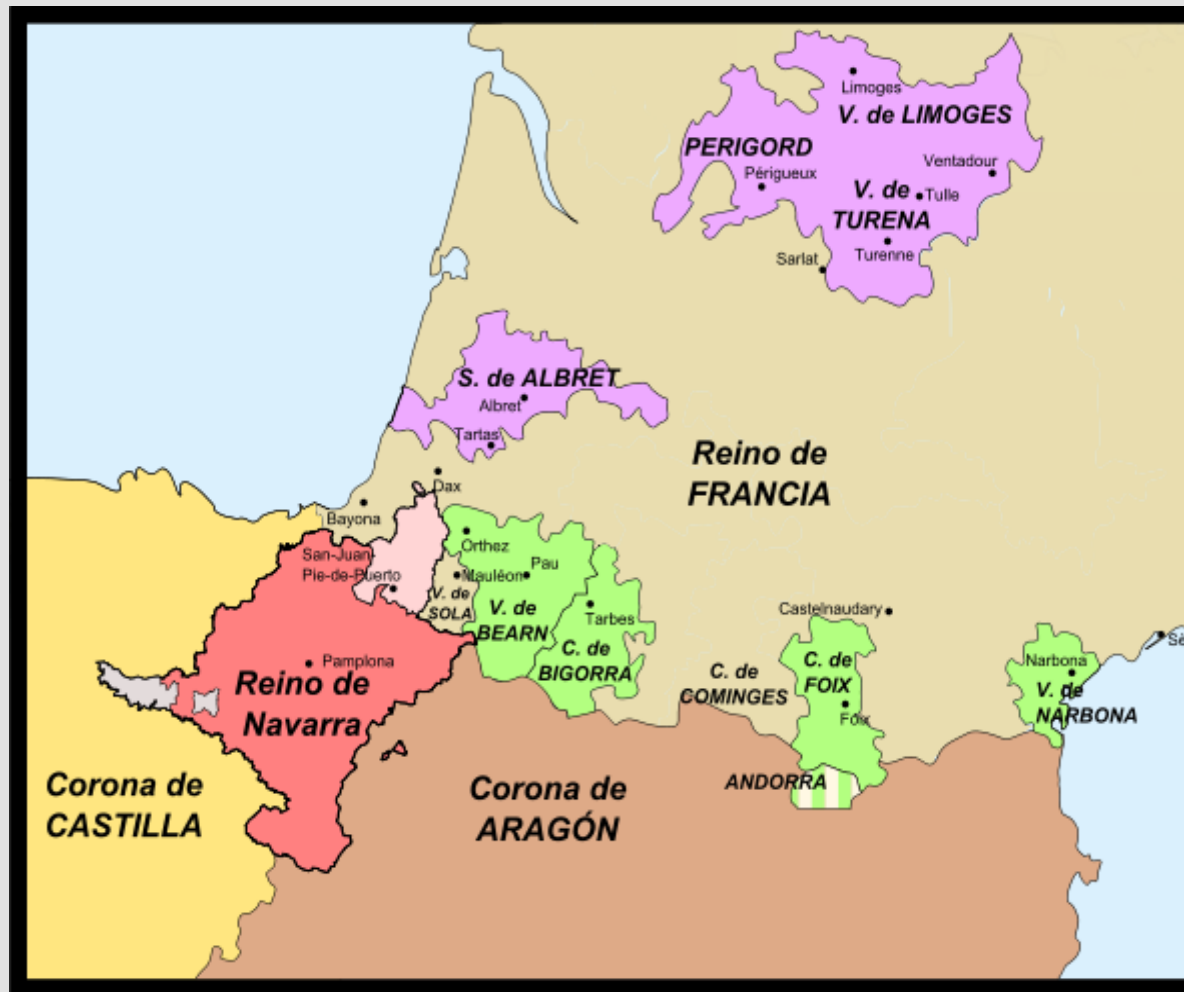 Limoges
V. de LIMOGES
PERIGORD
Ventadour
Périgueux
V. de
TURENA
Tulle
Turenne
Sarlat
S. de ALBRET
Albret
Tartas
Reino de
FRANCIA
Dax
Bayona
San-Juan-
Pie-de-Puerto
Orthez
Mauléon
Pau
V. de
SOLA
V. de
BEARN
Tarbes
C. de
BIGORRA
Castelnaudary
C. de
COMINGES
C. de
FOIX
Foix
Narbona
V. de
NARBONA
Sè
Pamplona
Reino de
Navarra
ANDORRA
Corona de
CASTILLA
Corona de
ARAGÓN